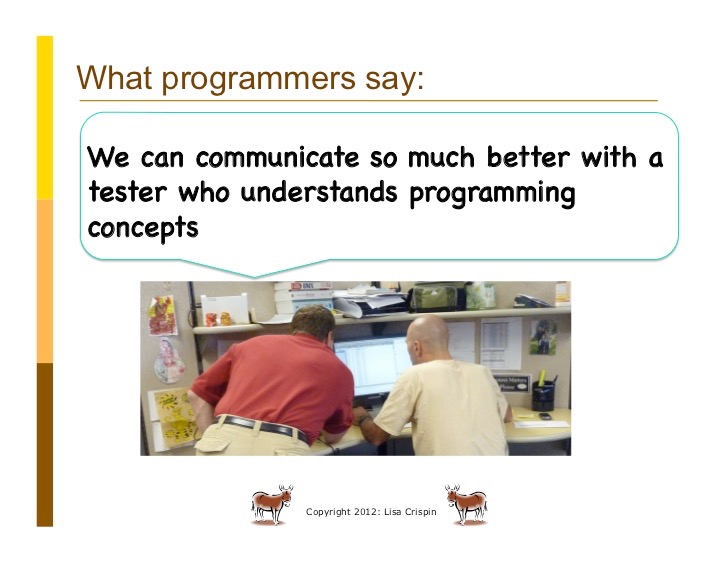 What programmers say:
We can communicate so much better with a
tester who understands programming
concepts
Copyright 2012: Lisa Crispin